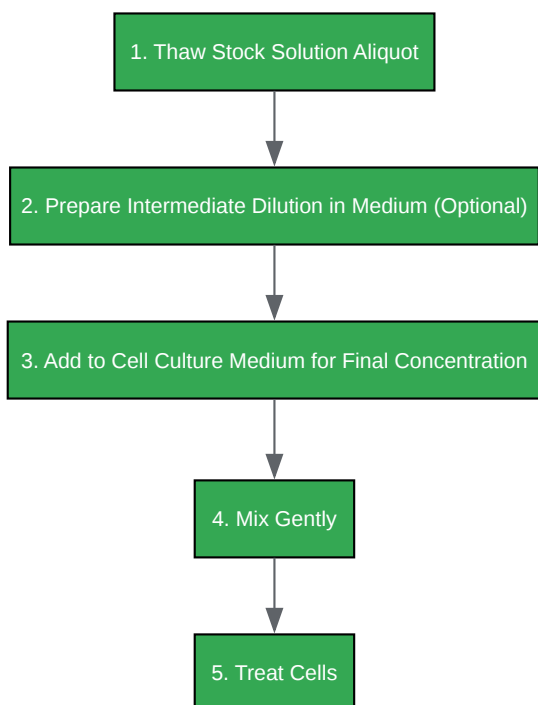 1. Thaw Stock Solution Aliquot
2. Prepare Intermediate Dilution in Medium (Optional)
3. Add to Cell Culture Medium for Final Concentration
4. Mix Gently
5. Treat Cells